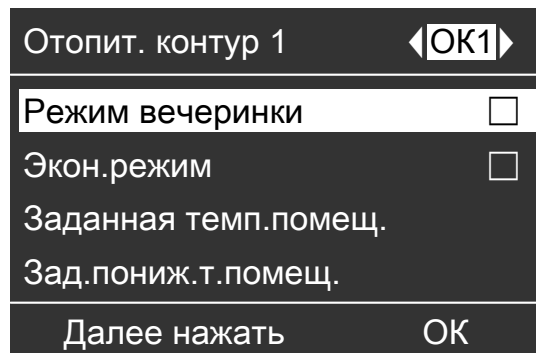 Отопит. контур 1 ОК1
Режим вечеринки
Экон.режим
Заданная темп.помещ.
Зад.пониж.т.помещ.
Далее нажать ОК